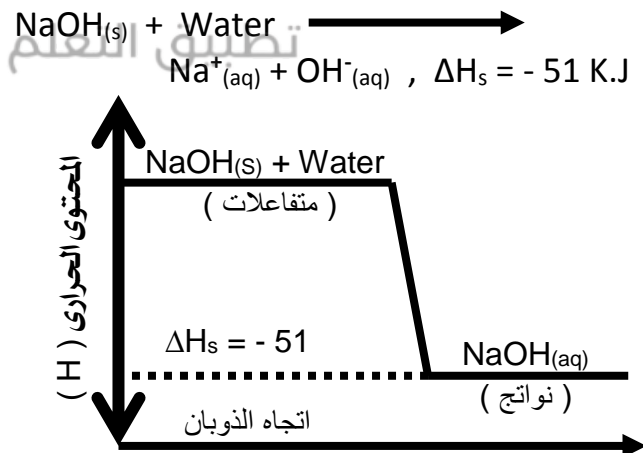 NaOH(s) + Water
تطبيق التعلم
Na⁺(aq) + OH⁻(aq) , ΔHs = - 51 K.J
المحتوى الحرارى ( H )
NaOH(S) + Water
( متفاعلات )
ΔHs = - 51
NaOH(aq)
( نواتج )
اتجاه الذوبان